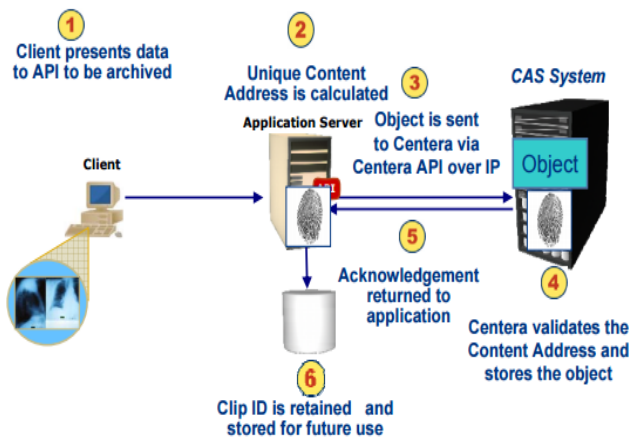 1
Client presents data
to API to be archived
2
Unique Content
Address is calculated
3
Object is sent
to Centera via
Centera API over IP
CAS System
Application Server
Client
Object
5
Acknowledgement
returned to
application
4
Centera validates the
Content Address and
stores the object
6
Clip ID is retained and
stored for future use